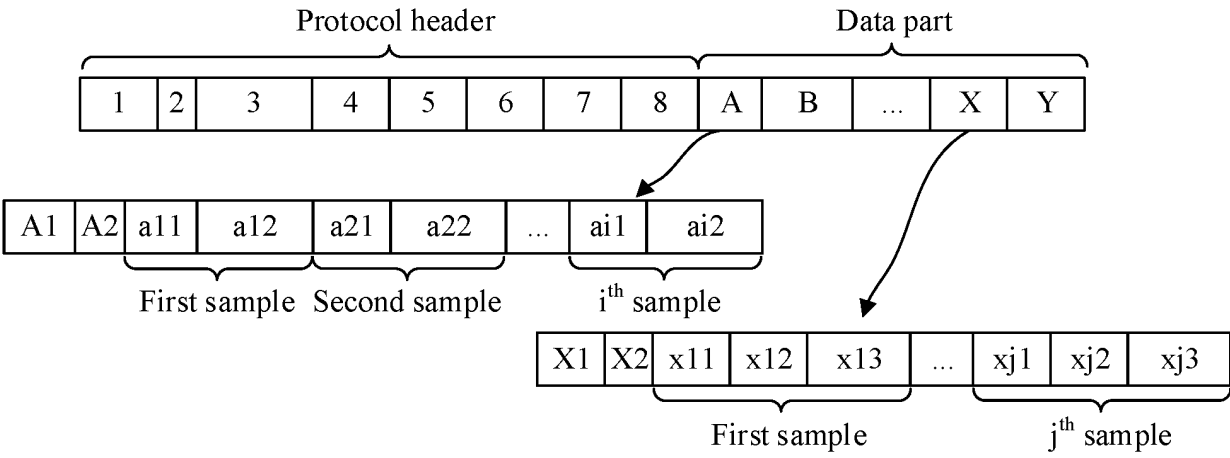 Protocol header Data part
1 2 3 4 5 6 7 8 A B ... X Y
A1 A2 a11 a12 a21 a22 ... ai1 ai2
First sample Second sample iᵗʰ sample
X1 X2 x11 x12 x13 ... xj1 xj2 xj3
First sample jᵗʰ sample